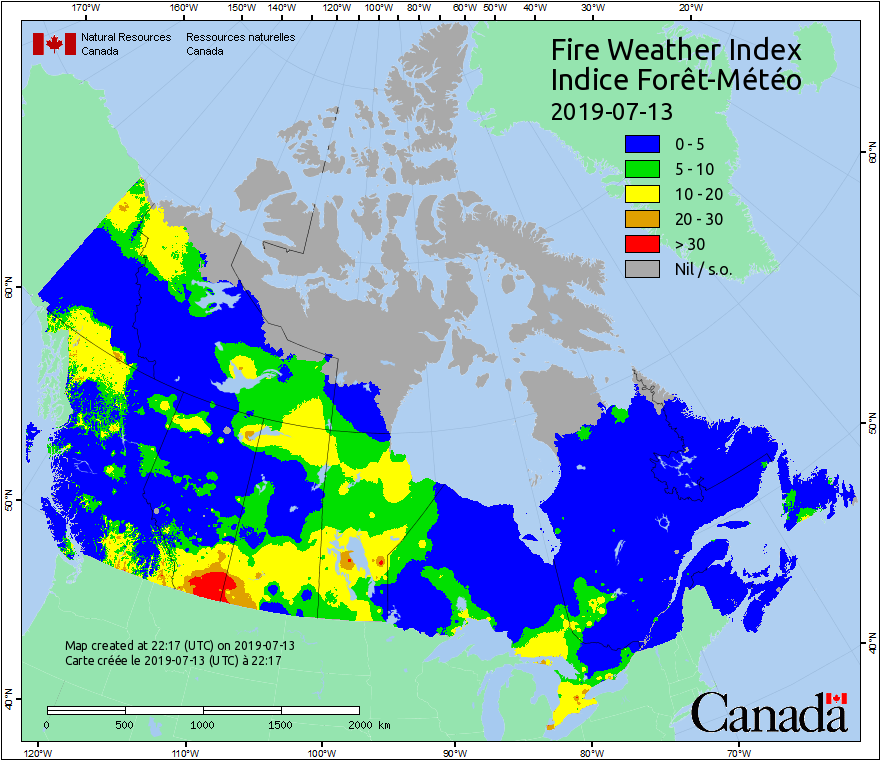 170°W 160°W 150°W 140°W 120°W 100°W 80°W 60°W 50°W 40°W 30°W 20°W
Natural Resources Ressources naturelles
Canada Canada
Fire Weather Index
Indice Forêt-Météo
2019-07-13
0 - 5
5 - 10
10 - 20
20 - 30
> 30
Nil / s.o.
60°N 60°N
50°N 50°N
40°N 40°N
Map created at 22:17 (UTC) on 2019-07-13
Carte créée le 2019-07-13 (UTC) à 22:17
0 500 1000 1500 2000 km
Canada
120°W 110°W 100°W 90°W 80°W 70°W